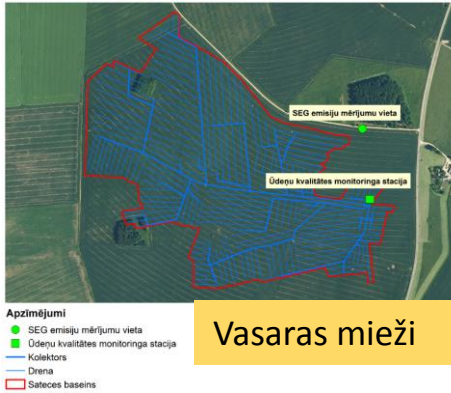 SEG emisiju mērījumu vieta
Ūdeņu kvalitātes monitoringa stacija
Apzīmējumi
SEG emisiju mērījumu vieta
Ūdeņu kvalitātes monitoringa stacija
Kolektors
Drena
Sateces baseins
Vasaras mieži